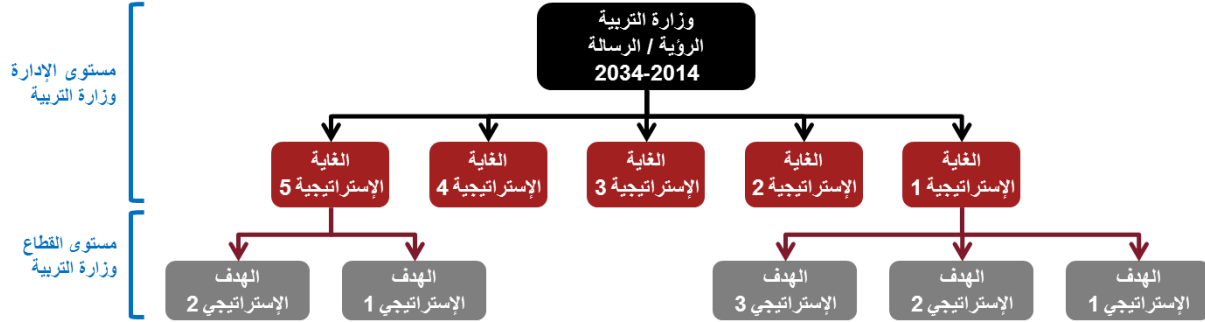 وزارة التربية
الرؤية / الرسالة
2034-2014
مستوى الإدارة
وزارة التربية
الغاية
الإستراتيجية 1
الغاية
الإستراتيجية 2
الغاية
الإستراتيجية 3
الغاية
الإستراتيجية 4
الغاية
الإستراتيجية 5
مستوى القطاع
وزارة التربية
الهدف
الإستراتيجي 1
الهدف
الإستراتيجي 2
الهدف
الإستراتيجي 3
الهدف
الإستراتيجي 1
الهدف
الإستراتيجي 2